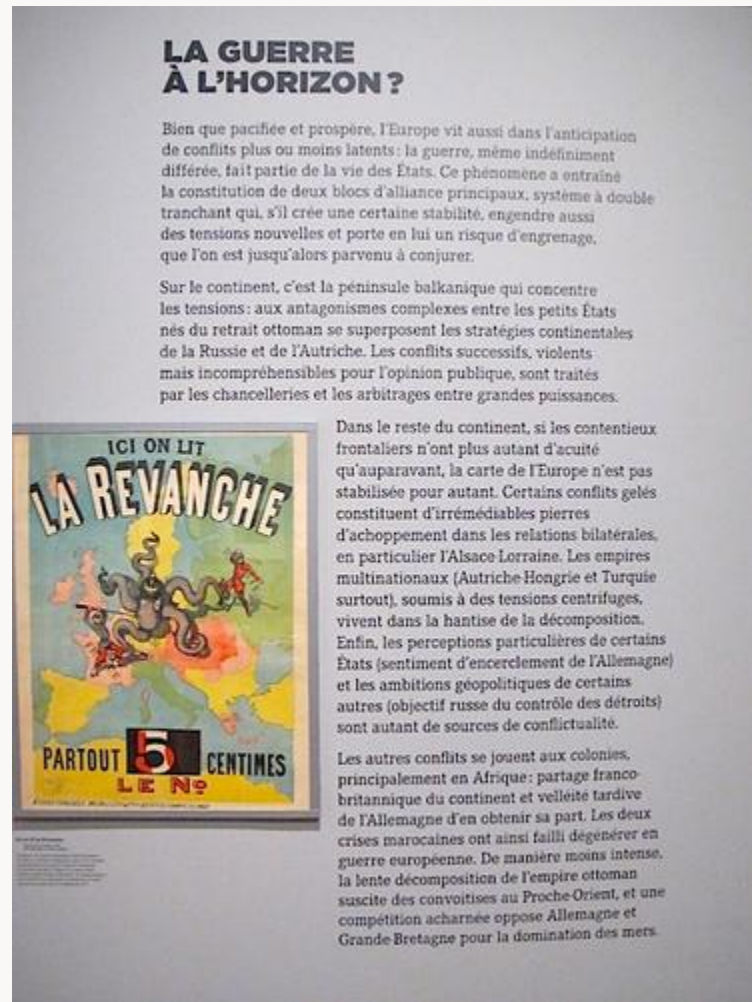 LA GUERRE
À L'HORIZON ?
Bien que pacifiée et prospère, l'Europe vit aussi dans l'anticipation
de conflits plus ou moins latents : la guerre, même indéfiniment
différée, fait partie de la vie des États. Ce phénomène a entraîné
la constitution de deux blocs d'alliance principaux, système à double
tranchant qui, s'il crée une certaine stabilité, engendre aussi
des tensions nouvelles et porte en lui un risque d'engrenage,
que l'on est jusqu'alors parvenu à conjurer.
Sur le continent, c'est la péninsule balkanique qui concentre
les tensions : aux antagonismes complexes entre les petits États
nés du retrait ottoman se superposent les stratégies continentales
de la Russie et de l'Autriche. Les conflits successifs, violents
mais incompréhensibles pour l'opinion publique, sont traités
par les chancelleries et les arbitrages entre grandes puissances.
Dans le reste du continent, si les contentieux
frontaliers n'ont plus autant d'acuité
qu'auparavant, la carte de l'Europe n'est pas
stabilisée pour autant. Certains conflits gelés
constituent d'irrémédiables pierres
d'achoppement dans les relations bilatérales,
en particulier l'Alsace-Lorraine. Les empires
multinationaux (Autriche-Hongrie et Turquie
surtout), soumis à des tensions centrifuges,
vivent dans la hantise de la décomposition.
Enfin, les perceptions particulières de certains
États (sentiment d'encerclement de l'Allemagne)
et les ambitions géopolitiques de certains
autres (objectif russe du contrôle des détroits)
sont autant de sources de conflictualité.
Les autres conflits se jouent aux colonies,
principalement en Afrique : partage franco-
britannique du continent et velléité tardive
de l'Allemagne d'en obtenir sa part. Les deux
crises marocaines ont ainsi failli dégénérer en
guerre européenne. De manière moins intense,
la lente décomposition de l'empire ottoman
suscite des convoitises au Proche-Orient, et une
compétition acharnée oppose Allemagne et
Grande-Bretagne pour la domination des mers.
ICI ON LIT
LA REVANCHE
PARTOUT 5 CENTIMES
LE Nº